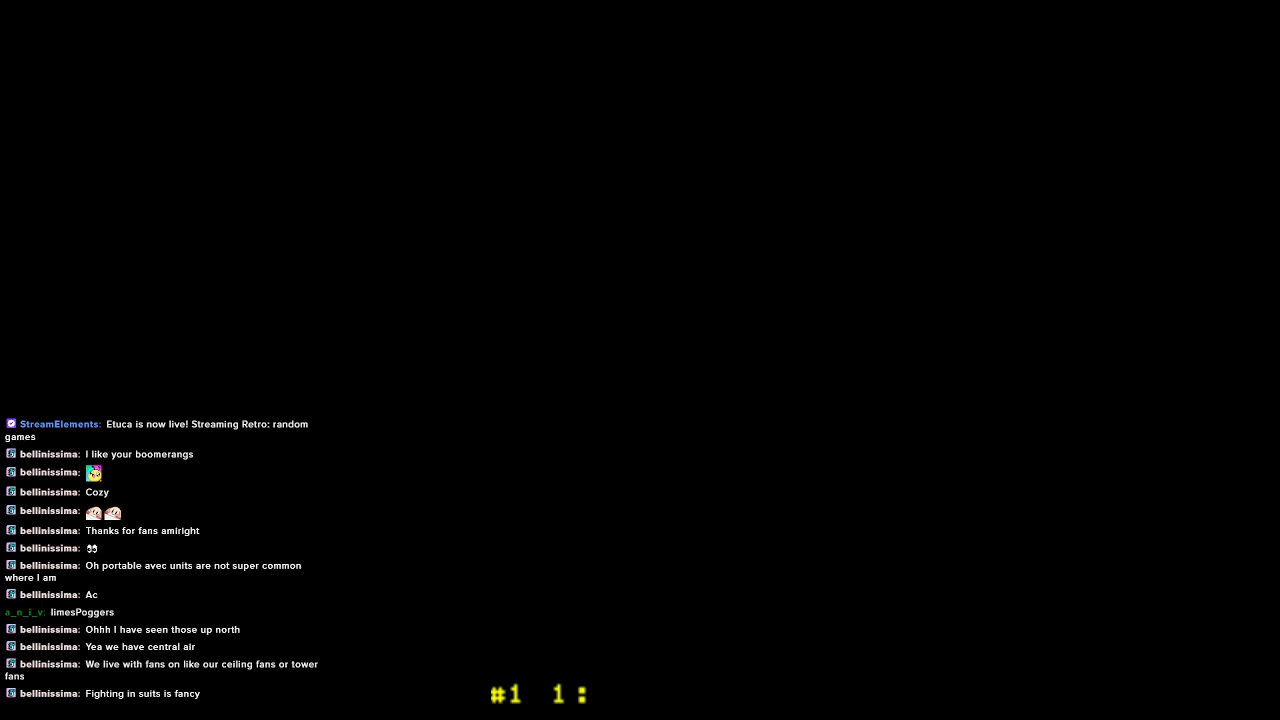 StreamElements: Etuca is now live! Streaming Retro: random
games
bellinissima: I like your boomerangs
bellinissima:
bellinissima: Cozy
bellinissima:
bellinissima: Thanks for fans amiright
bellinissima: 👀
bellinissima: Oh portable avec units are not super common
where I am
bellinissima: Ac
a_n_i_v: limesPoggers
bellinissima: Ohhh I have seen those up north
bellinissima: Yea we have central air
bellinissima: We live with fans on like our ceiling fans or tower
fans
bellinissima: Fighting in suits is fancy
#1 1: